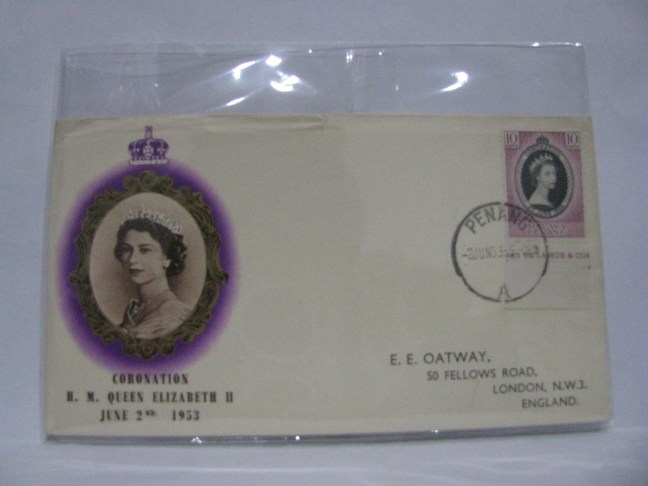 CORONATION
H. M. QUEEN ELIZABETH II
JUNE 2ND. 1953
10 10
PENANG
A
E. E. OATWAY,
50 FELLOWS ROAD,
LONDON, N.W.3.
ENGLAND.